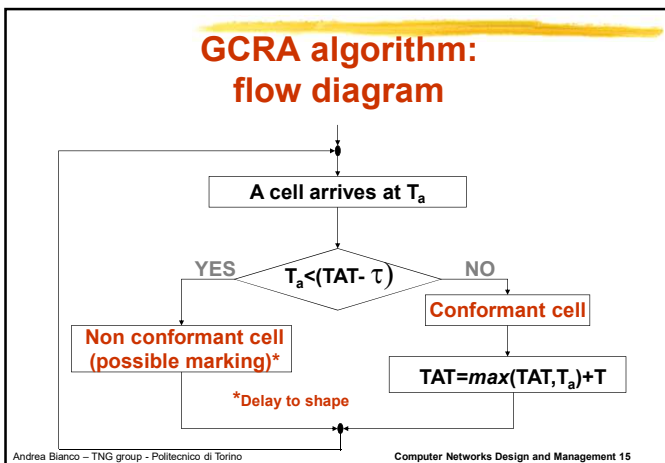 GCRA algorithm:
flow diagram
A cell arrives at Tₐ
YES
Tₐ<(TAT- τ)
NO
Non conformant cell
(possible marking)*
Conformant cell
TAT=max(TAT,Tₐ)+T
*Delay to shape
Andrea Bianco – TNG group - Politecnico di Torino
Computer Networks Design and Management 15